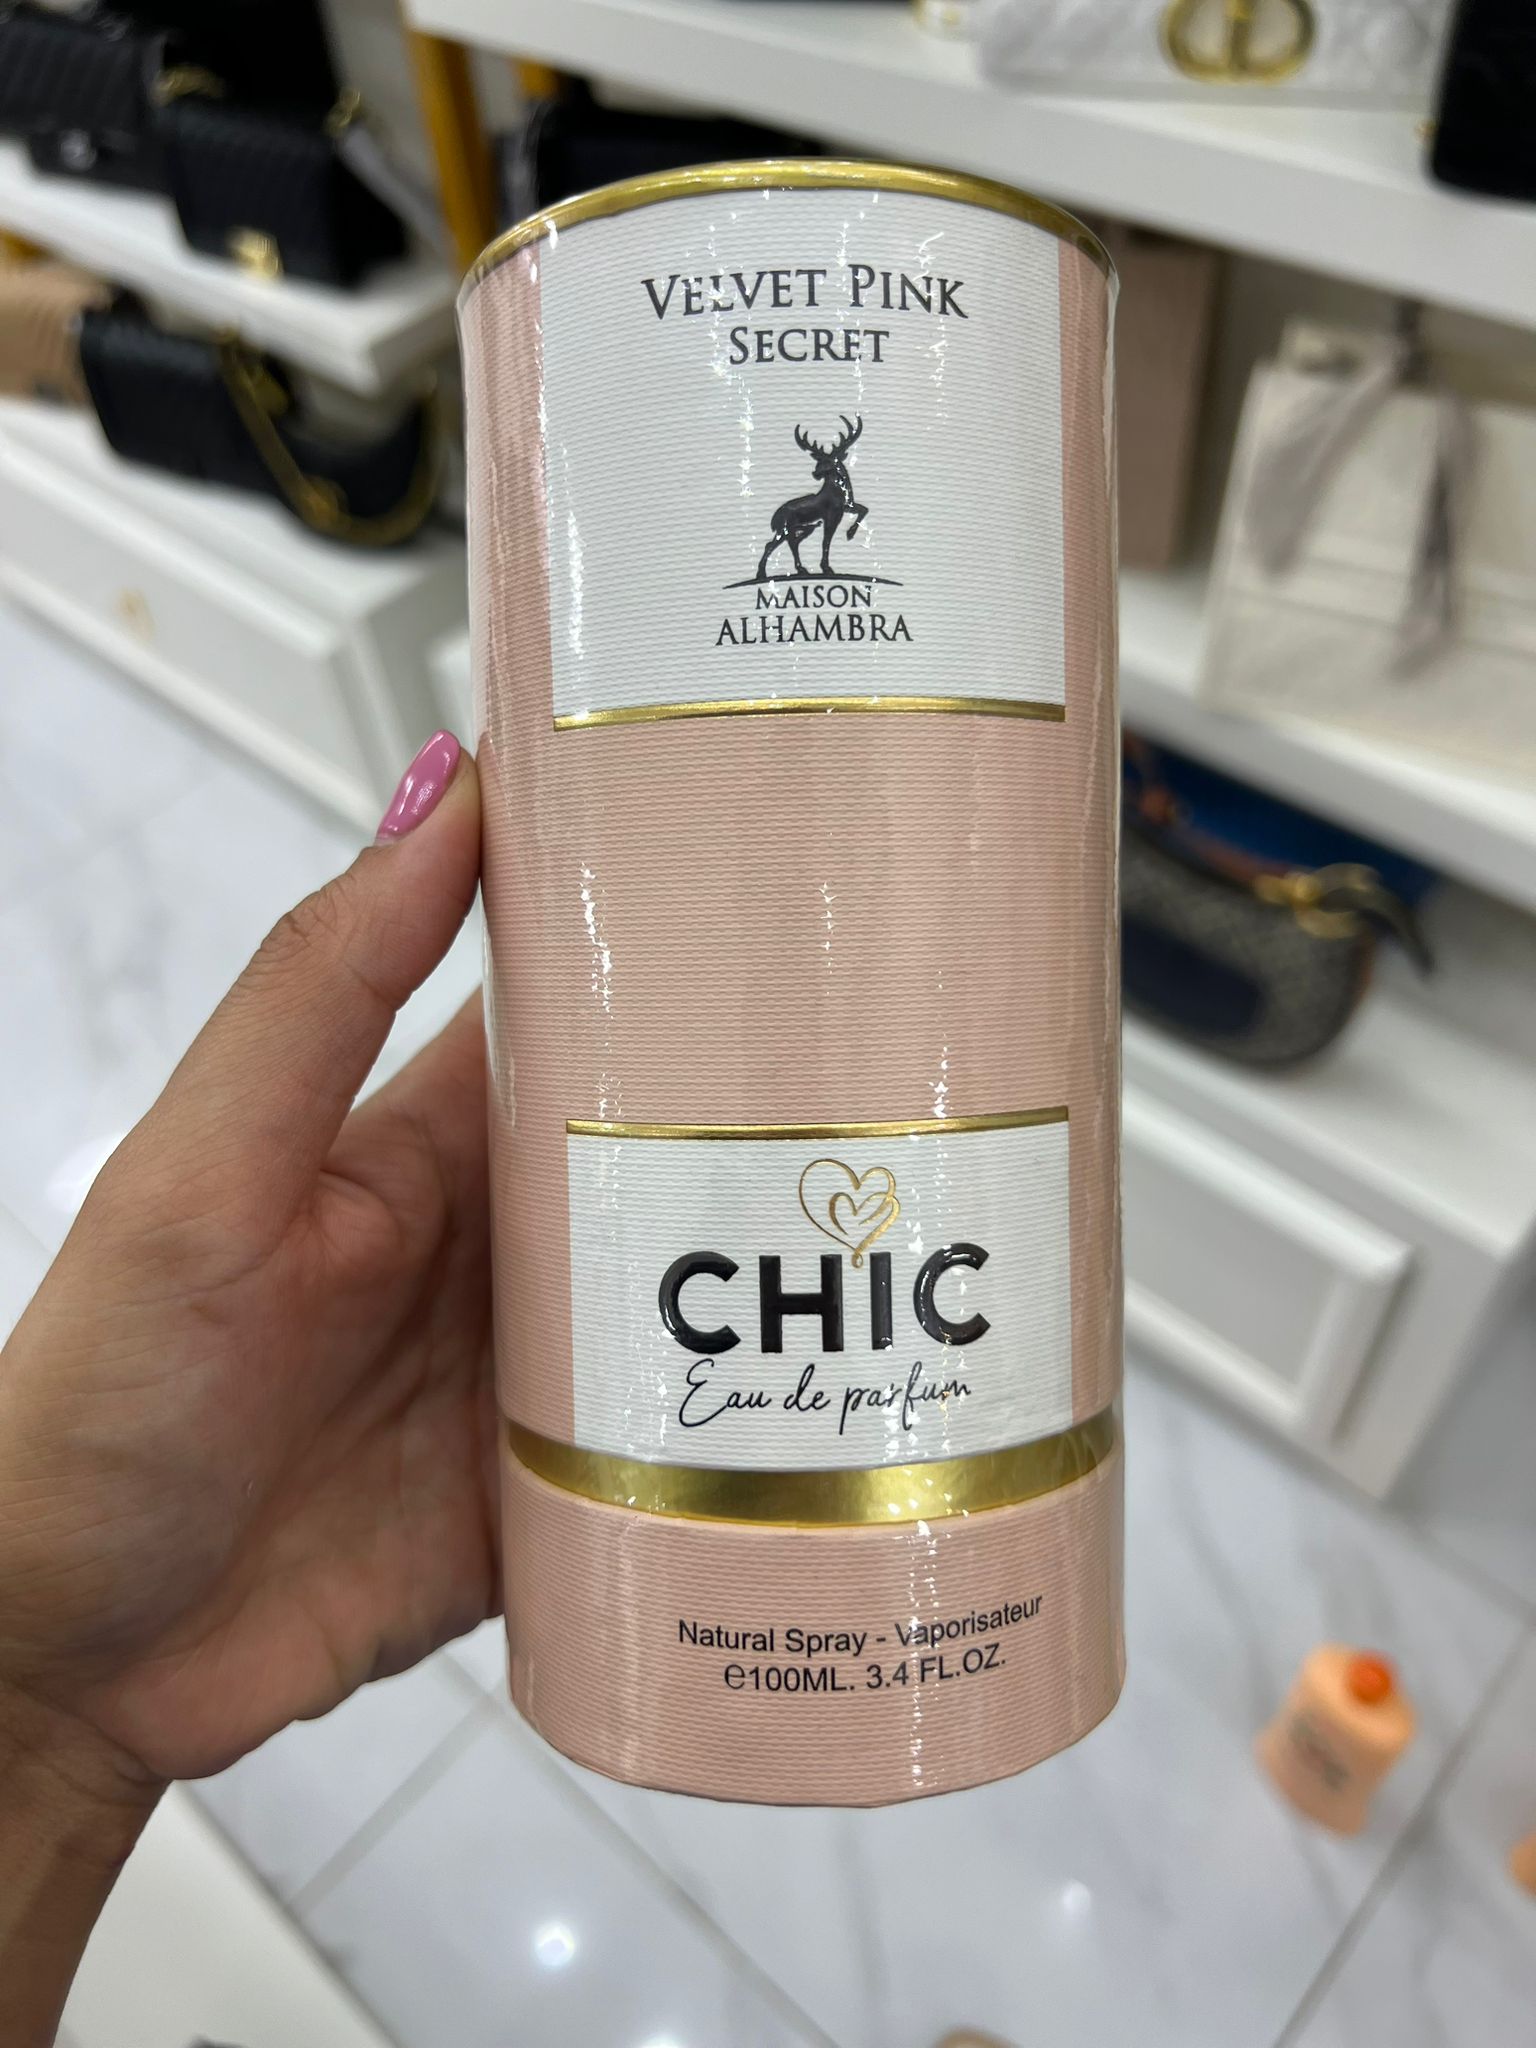 VELVET PINK
SECRET
MAISON
ALHAMBRA
CHIC
Eau de parfum
Natural Spray - Vaporisateur
℮100ML. 3.4 FL.OZ.